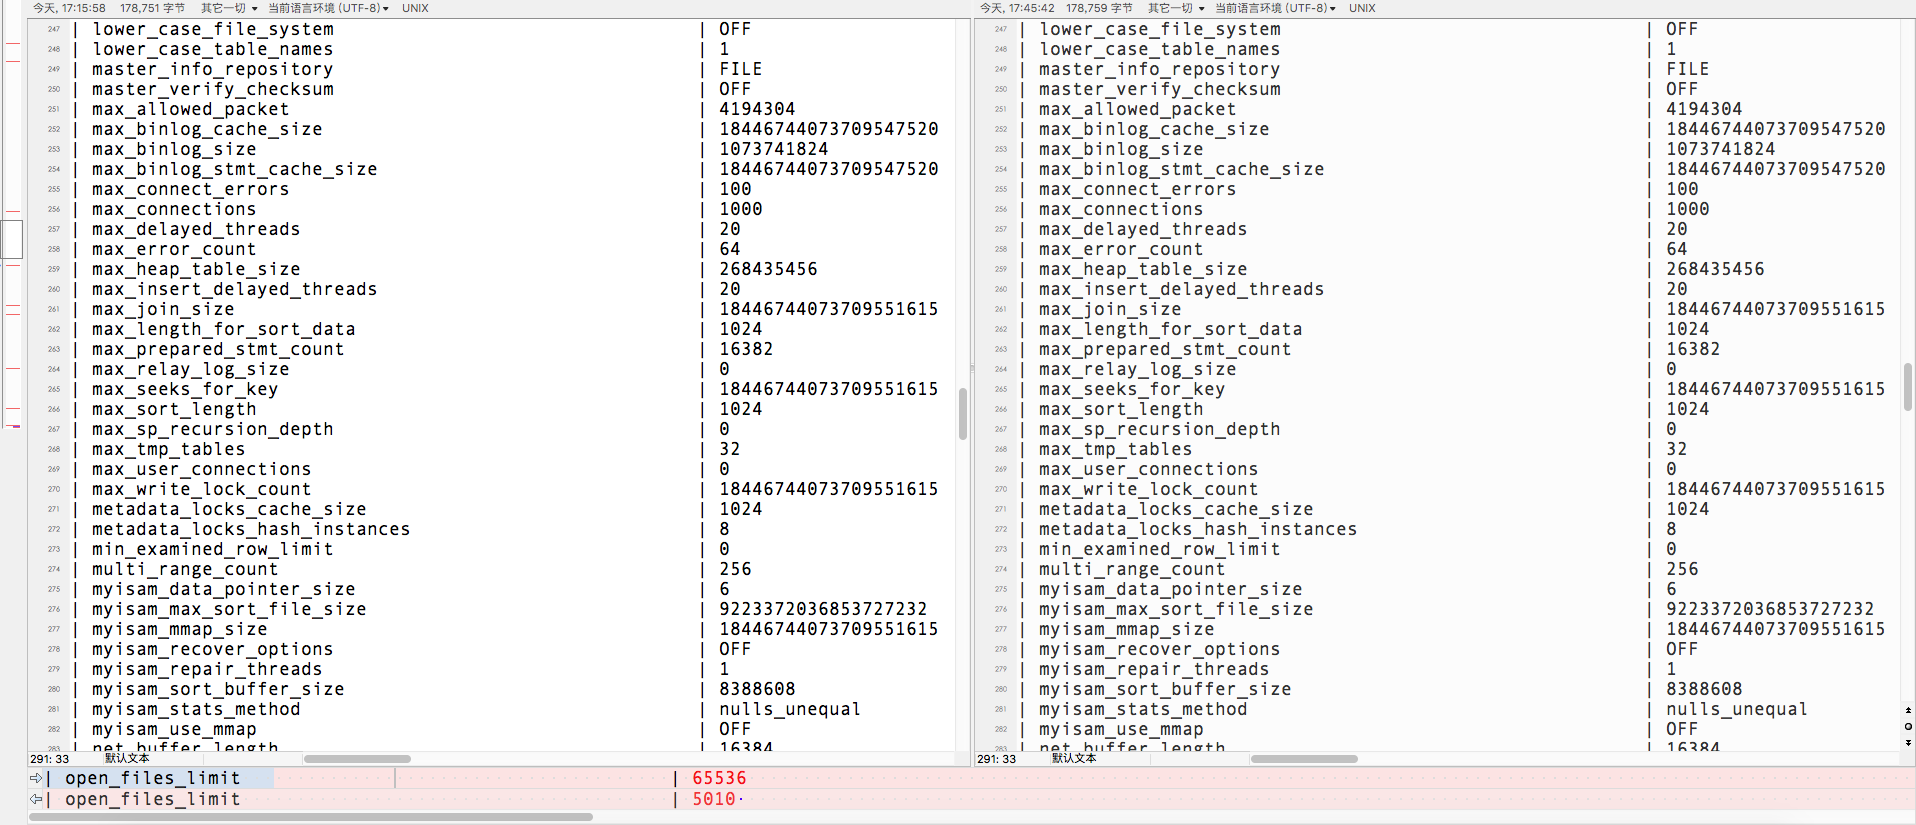 今天, 17:15:58 178,751 字节 其它一切 当前语言环境 (UTF-8) UNIX
247 | lower_case_file_system | OFF
248 | lower_case_table_names | 1
249 | master_info_repository | FILE
250 | master_verify_checksum | OFF
251 | max_allowed_packet | 4194304
252 | max_binlog_cache_size | 18446744073709547520
253 | max_binlog_size | 1073741824
254 | max_binlog_stmt_cache_size | 18446744073709547520
255 | max_connect_errors | 100
256 | max_connections | 1000
257 | max_delayed_threads | 20
258 | max_error_count | 64
259 | max_heap_table_size | 268435456
260 | max_insert_delayed_threads | 20
261 | max_join_size | 18446744073709551615
262 | max_length_for_sort_data | 1024
263 | max_prepared_stmt_count | 16382
264 | max_relay_log_size | 0
265 | max_seeks_for_key | 18446744073709551615
266 | max_sort_length | 1024
267 | max_sp_recursion_depth | 0
268 | max_tmp_tables | 32
269 | max_user_connections | 0
270 | max_write_lock_count | 18446744073709551615
271 | metadata_locks_cache_size | 1024
272 | metadata_locks_hash_instances | 8
273 | min_examined_row_limit | 0
274 | multi_range_count | 256
275 | myisam_data_pointer_size | 6
276 | myisam_max_sort_file_size | 9223372036853727232
277 | myisam_mmap_size | 18446744073709551615
278 | myisam_recover_options | OFF
279 | myisam_repair_threads | 1
280 | myisam_sort_buffer_size | 8388608
281 | myisam_stats_method | nulls_unequal
282 | myisam_use_mmap | OFF
283 | net_buffer_length | 16384
291: 33 默认文本
今天, 17:45:42 178,759 字节 其它一切 当前语言环境 (UTF-8) UNIX
247 | lower_case_file_system | OFF
248 | lower_case_table_names | 1
249 | master_info_repository | FILE
250 | master_verify_checksum | OFF
251 | max_allowed_packet | 4194304
252 | max_binlog_cache_size | 18446744073709547520
253 | max_binlog_size | 1073741824
254 | max_binlog_stmt_cache_size | 18446744073709547520
255 | max_connect_errors | 100
256 | max_connections | 1000
257 | max_delayed_threads | 20
258 | max_error_count | 64
259 | max_heap_table_size | 268435456
260 | max_insert_delayed_threads | 20
261 | max_join_size | 18446744073709551615
262 | max_length_for_sort_data | 1024
263 | max_prepared_stmt_count | 16382
264 | max_relay_log_size | 0
265 | max_seeks_for_key | 18446744073709551615
266 | max_sort_length | 1024
267 | max_sp_recursion_depth | 0
268 | max_tmp_tables | 32
269 | max_user_connections | 0
270 | max_write_lock_count | 18446744073709551615
271 | metadata_locks_cache_size | 1024
272 | metadata_locks_hash_instances | 8
273 | min_examined_row_limit | 0
274 | multi_range_count | 256
275 | myisam_data_pointer_size | 6
276 | myisam_max_sort_file_size | 9223372036853727232
277 | myisam_mmap_size | 18446744073709551615
278 | myisam_recover_options | OFF
279 | myisam_repair_threads | 1
280 | myisam_sort_buffer_size | 8388608
281 | myisam_stats_method | nulls_unequal
282 | myisam_use_mmap | OFF
283 | net_buffer_length | 16384
291: 33 默认文本
| open_files_limit | 65536
| open_files_limit | 5010